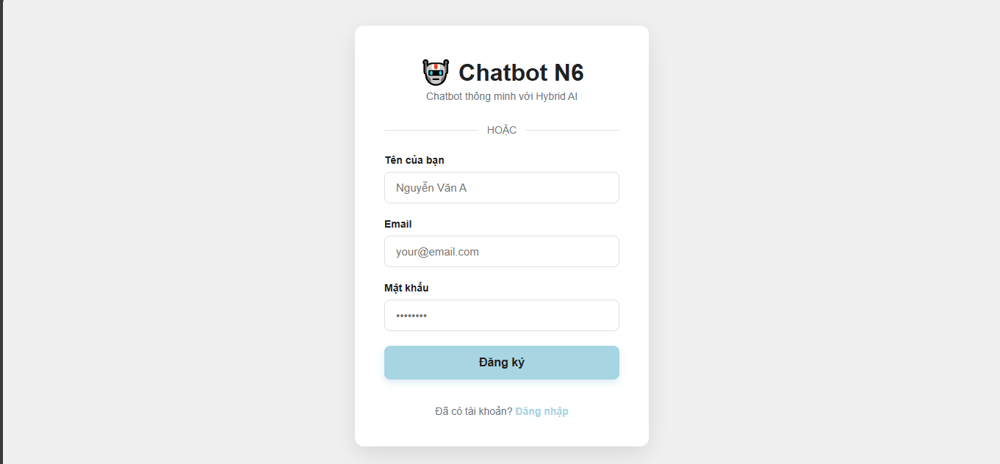 Chatbot N6
Chatbot thông minh với Hybrid AI
HOẶC
Tên của bạn
Nguyễn Văn A
Email
your@email.com
Mật khẩu
••••••••
Đăng ký
Đã có tài khoản? Đăng nhập